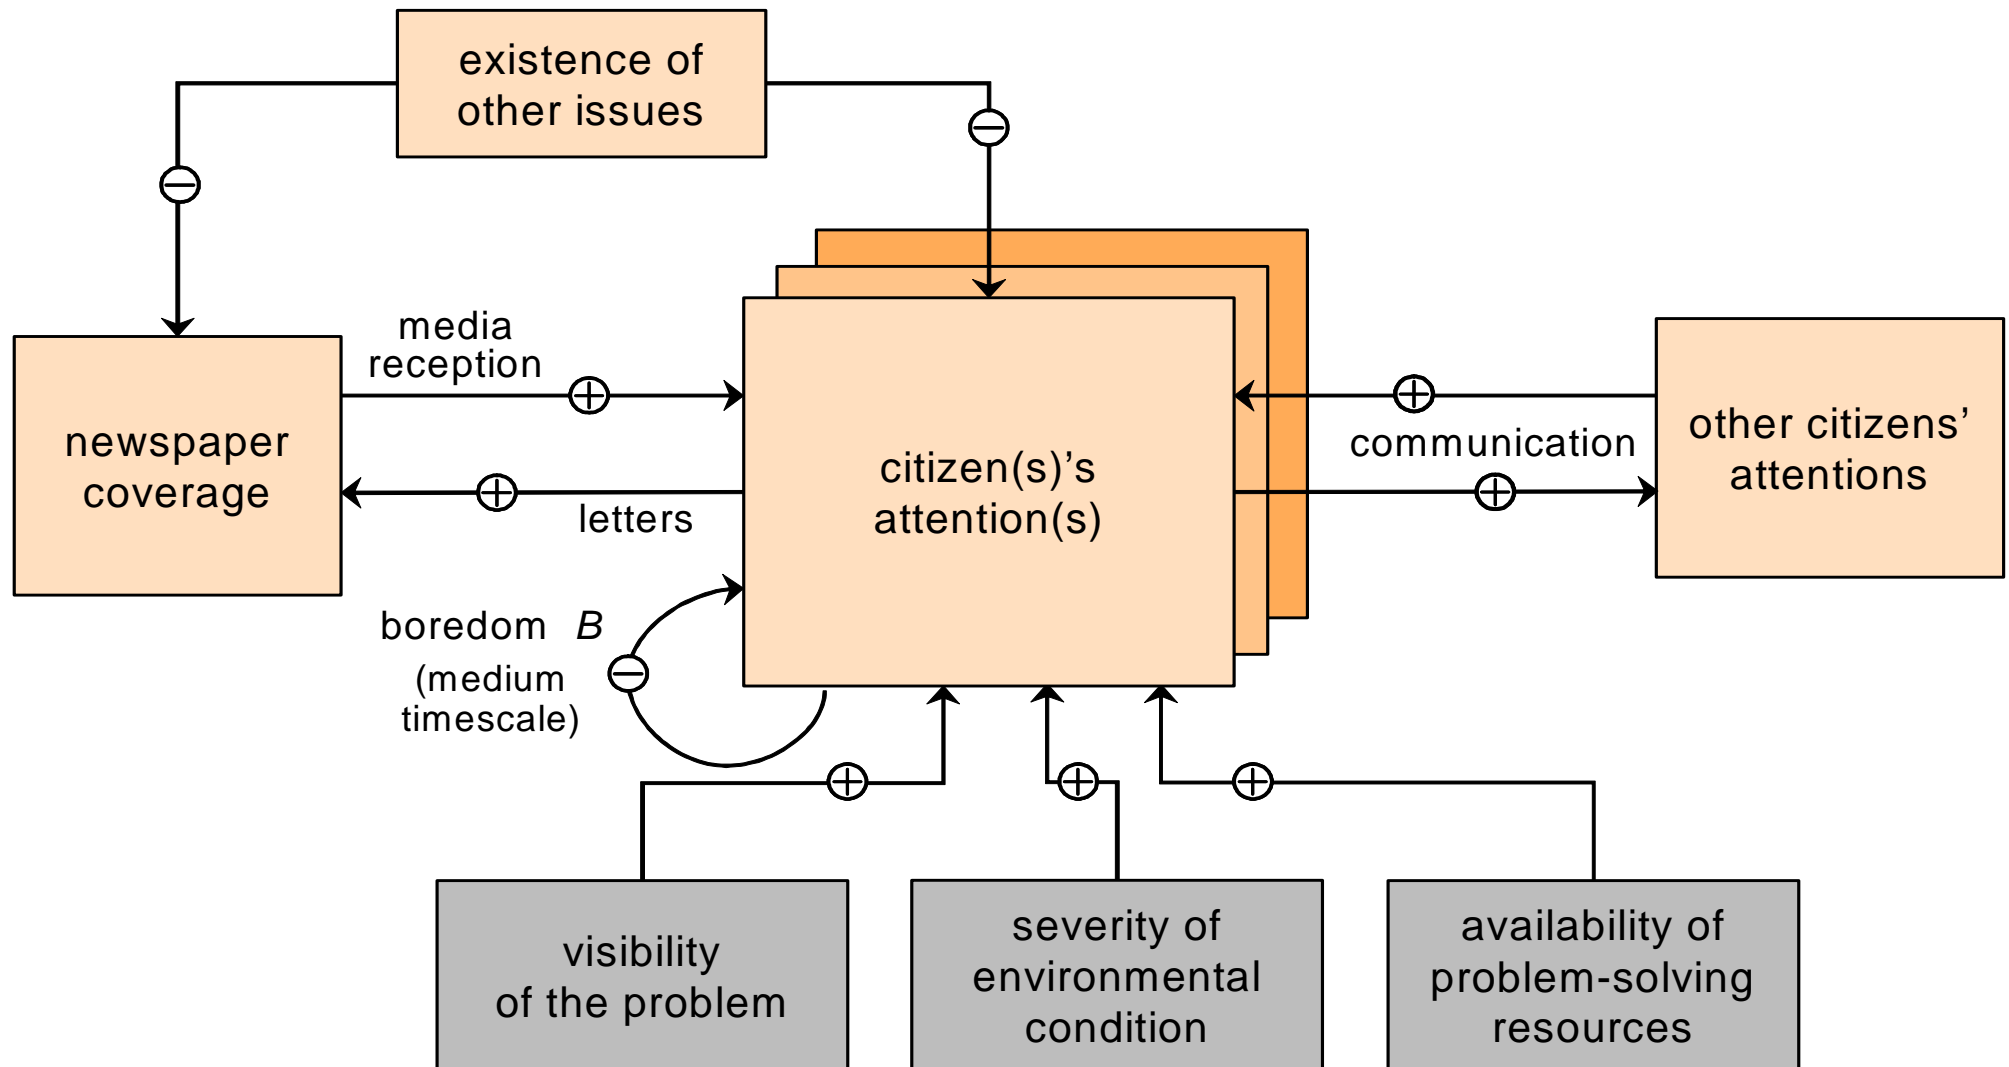 existence of
other issues
media
reception
newspaper
coverage
letters
citizen(s)’s
attention(s)
communication
other citizens’
attentions
boredom B
(medium
timescale)
visibility
of the problem
severity of
environmental
condition
availability of
problem-solving
resources